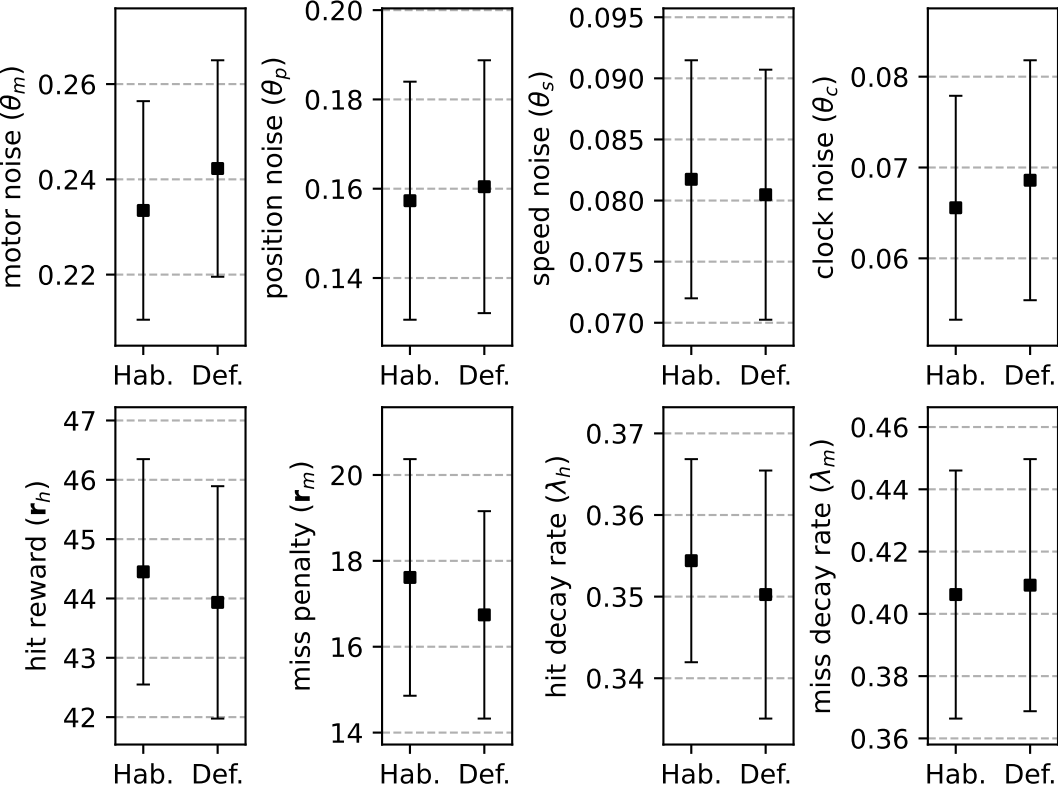 motor noise (θm)
0.26
0.24
0.22
Hab. Def.
position noise (θp)
0.20
0.18
0.16
0.14
Hab. Def.
speed noise (θs)
0.095
0.090
0.085
0.080
0.075
0.070
Hab. Def.
clock noise (θc)
0.08
0.07
0.06
Hab. Def.
hit reward (rh)
47
46
45
44
43
42
Hab. Def.
miss penalty (rm)
20
18
16
14
Hab. Def.
hit decay rate (λh)
0.37
0.36
0.35
0.34
Hab. Def.
miss decay rate (λm)
0.46
0.44
0.42
0.40
0.38
0.36
Hab. Def.